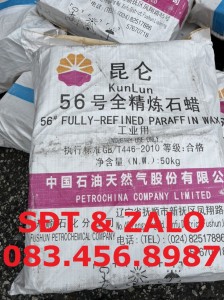 昆仑
KunLun
56号全精炼石蜡
56# FULLY-REFINED PARAFFIN WAX
工业用
执行标准GB/T446-2010 等级:合格
净含量(N.W.):50kg
中国石油天然气股份有限公
PETROCHINA COMPANY LIMITED
SDT & ZALO
083.456.8987